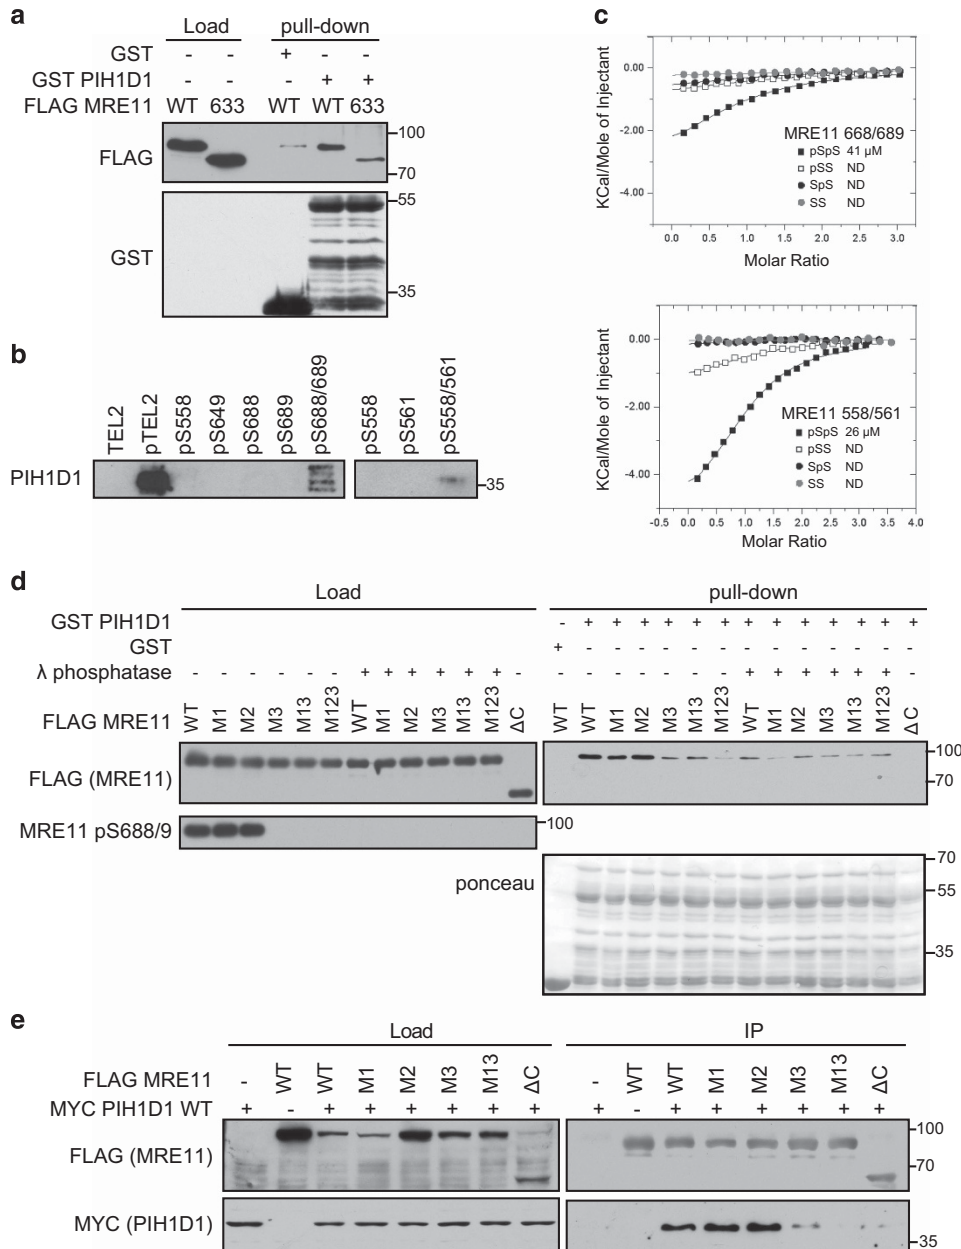 a
Load pull-down
GST - - + - -
GST PIH1D1 - - - + +
FLAG MRE11 WT 633 WT WT 633
FLAG
100
70
GST
55
35
b
TEL2 pTEL2 pS558 pS649 pS688 pS689 pS688/689 pS558 pS561 pS558/561
PIH1D1
35
c
KCal/Mole of Injectant
0.00
-2.00
-4.00
MRE11 668/689
pSpS 41 µM
pSS ND
SpS ND
SS ND
0.0 0.5 1.0 1.5 2.0 2.5 3.0
Molar Ratio
KCal/Mole of Injectant
0.00
-2.00
-4.00
MRE11 558/561
pSpS 26 µM
pSS ND
SpS ND
SS ND
-0.5 0.0 0.5 1.0 1.5 2.0 2.5 3.0 3.5 4.0
Molar Ratio
d
Load pull-down
GST PIH1D1 - + + + + + + + + + + + + +
GST + - - - - - - - - - - - - -
λ phosphatase - - - - - - + + + + + + - - - - - - - - + + + + + + -
FLAG MRE11 WT M1 M2 M3 M13 M123 WT M1 M2 M3 M13 M123 ΔC WT WT M1 M2 M3 M13 M123 WT M1 M2 M3 M13 M123 ΔC
FLAG (MRE11)
100
70
MRE11 pS688/9
100
ponceau
70
55
35
e
Load IP
FLAG MRE11 - WT WT M1 M2 M3 M13 ΔC - WT WT M1 M2 M3 M13 ΔC
MYC PIH1D1 WT + - + + + + + + + - + + + + + +
FLAG (MRE11)
100
70
MYC (PIH1D1)
35